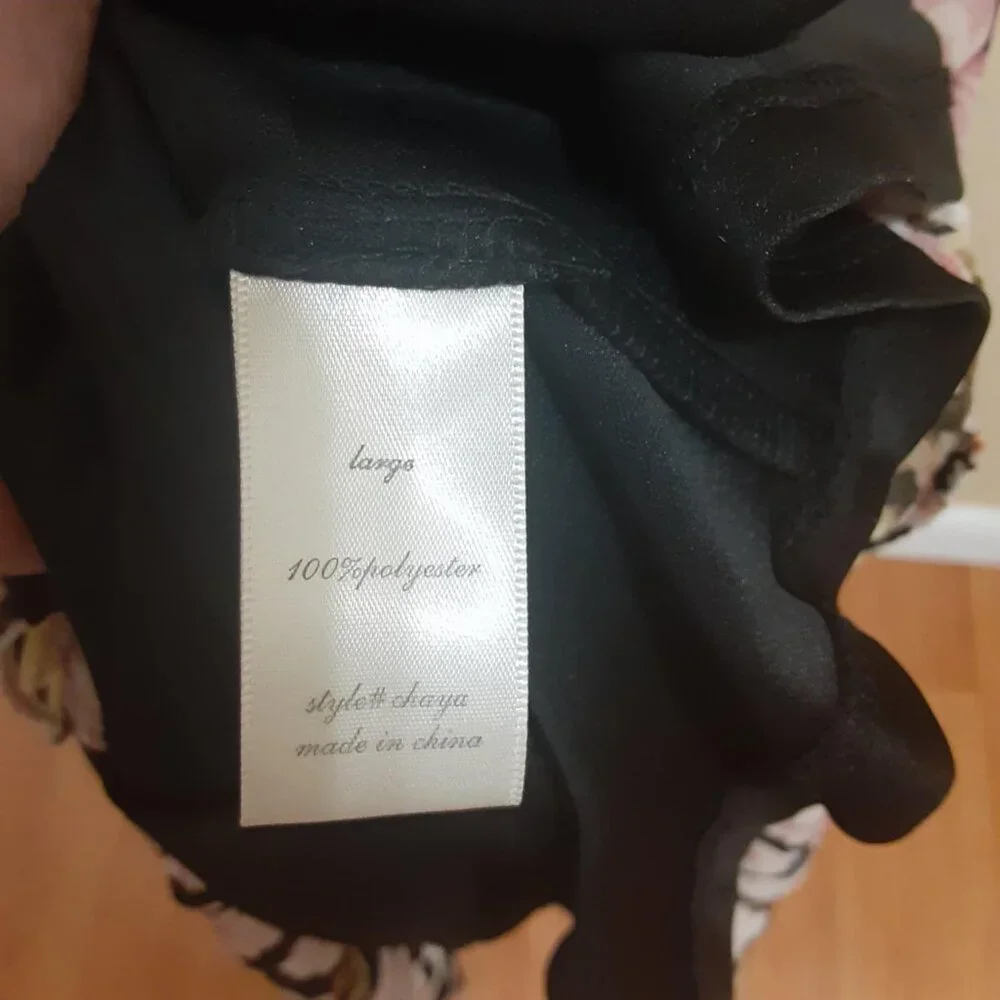 large
100%polyester
style# chaya
made in china